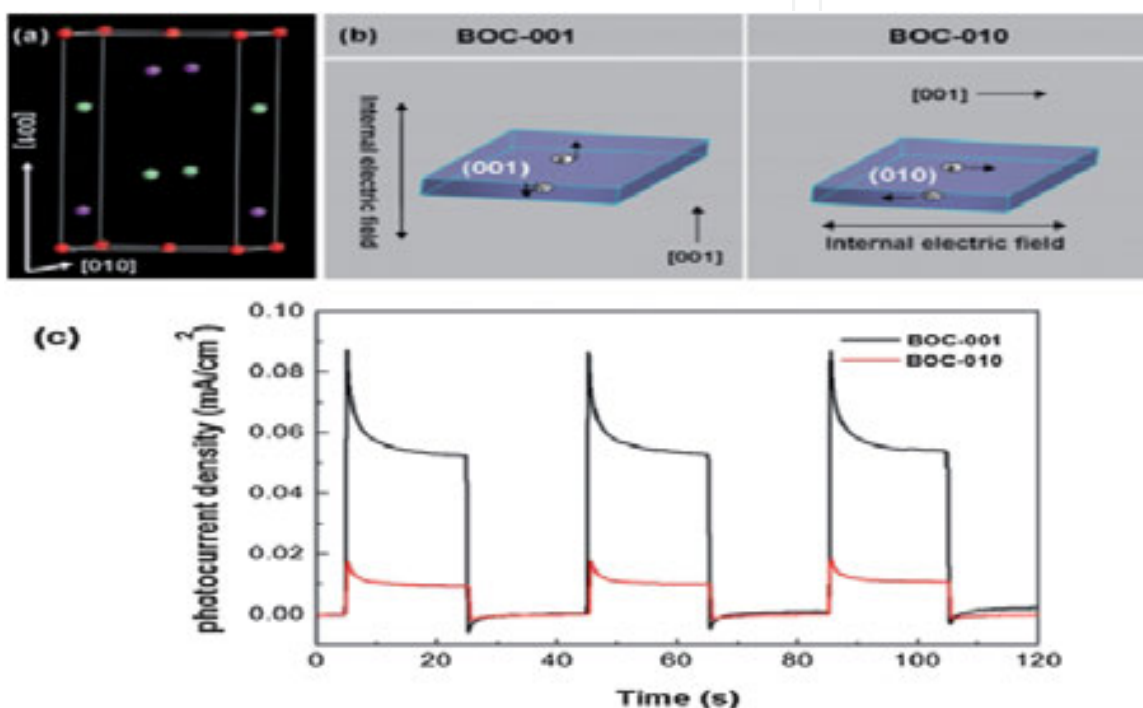 (a)
[100]
[010]
(b)
BOC-001
Internal electric field
(001)
[001]
BOC-010
[001]
(010)
Internal electric field
(c)
photocurrent density (mA/cm²)
0.10
0.08
0.06
0.04
0.02
0.00
BOC-001
BOC-010
0 20 40 60 80 100 120
Time (s)